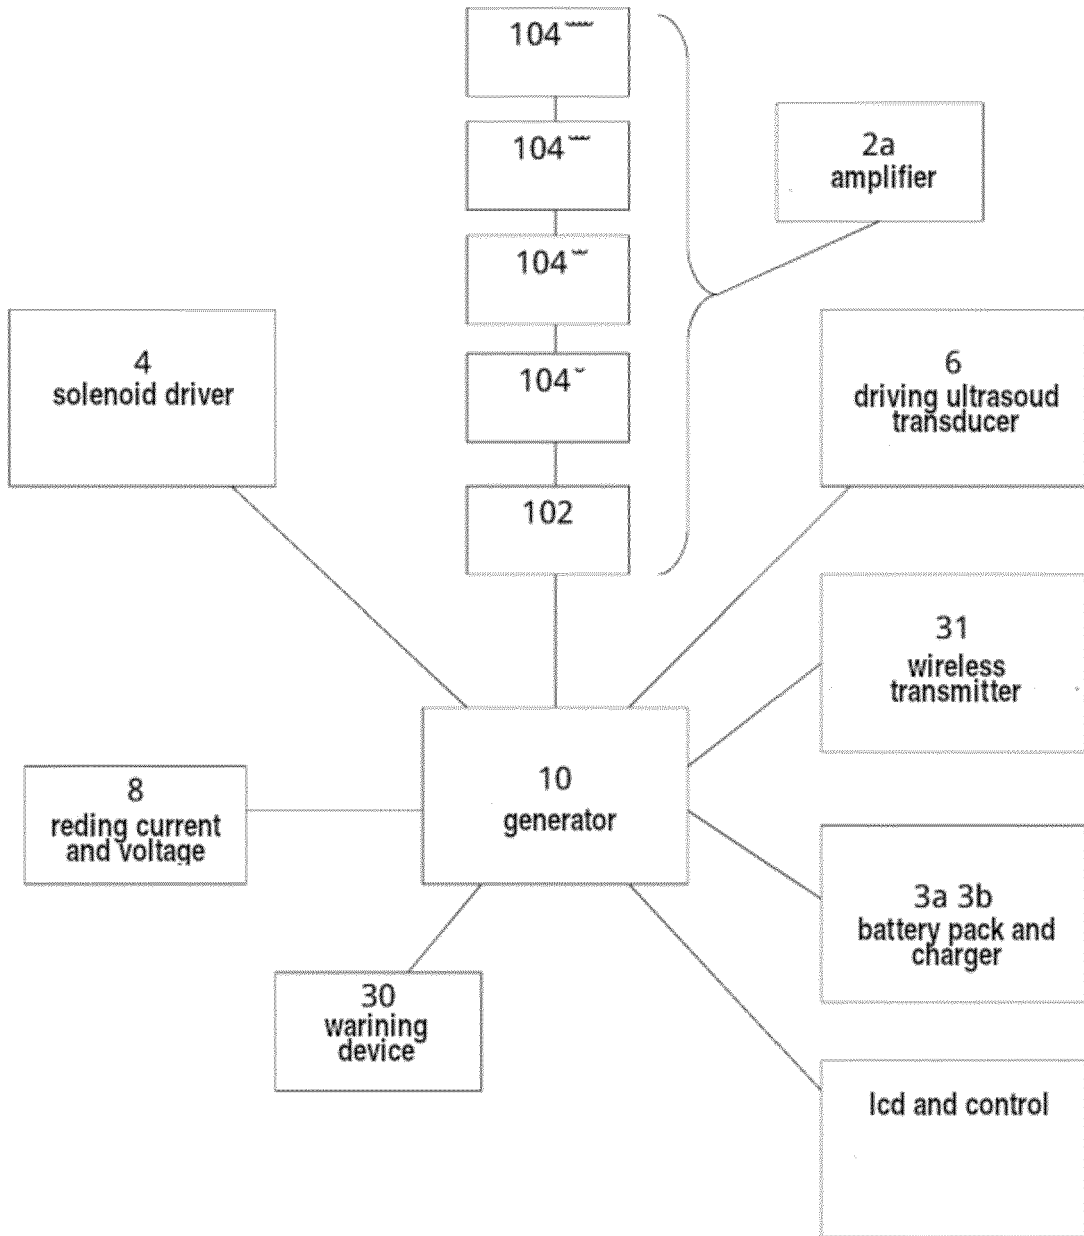 104˘˘˘˘
104˘˘˘
2a
amplifier
104˘˘
4
solenoid driver
104˘
6
driving ultrasoud
transducer
102
31
wireless
transmitter
10
generator
8
reding current
and voltage
3a 3b
battery pack and
charger
30
warining
device
lcd and control